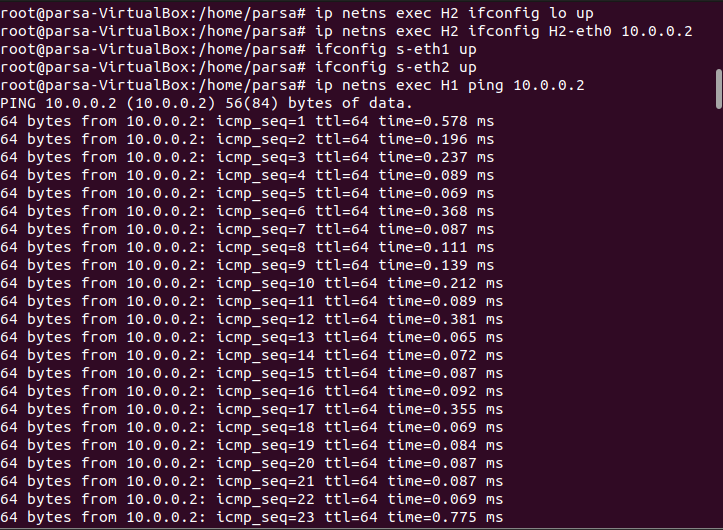 root@parsa-VirtualBox:/home/parsa# ip netns exec H2 ifconfig lo up
root@parsa-VirtualBox:/home/parsa# ip netns exec H2 ifconfig H2-eth0 10.0.0.2
root@parsa-VirtualBox:/home/parsa# ifconfig s-eth1 up
root@parsa-VirtualBox:/home/parsa# ifconfig s-eth2 up
root@parsa-VirtualBox:/home/parsa# ip netns exec H1 ping 10.0.0.2
PING 10.0.0.2 (10.0.0.2) 56(84) bytes of data.
64 bytes from 10.0.0.2: icmp_seq=1 ttl=64 time=0.578 ms
64 bytes from 10.0.0.2: icmp_seq=2 ttl=64 time=0.196 ms
64 bytes from 10.0.0.2: icmp_seq=3 ttl=64 time=0.237 ms
64 bytes from 10.0.0.2: icmp_seq=4 ttl=64 time=0.089 ms
64 bytes from 10.0.0.2: icmp_seq=5 ttl=64 time=0.069 ms
64 bytes from 10.0.0.2: icmp_seq=6 ttl=64 time=0.368 ms
64 bytes from 10.0.0.2: icmp_seq=7 ttl=64 time=0.087 ms
64 bytes from 10.0.0.2: icmp_seq=8 ttl=64 time=0.111 ms
64 bytes from 10.0.0.2: icmp_seq=9 ttl=64 time=0.139 ms
64 bytes from 10.0.0.2: icmp_seq=10 ttl=64 time=0.212 ms
64 bytes from 10.0.0.2: icmp_seq=11 ttl=64 time=0.089 ms
64 bytes from 10.0.0.2: icmp_seq=12 ttl=64 time=0.381 ms
64 bytes from 10.0.0.2: icmp_seq=13 ttl=64 time=0.065 ms
64 bytes from 10.0.0.2: icmp_seq=14 ttl=64 time=0.072 ms
64 bytes from 10.0.0.2: icmp_seq=15 ttl=64 time=0.087 ms
64 bytes from 10.0.0.2: icmp_seq=16 ttl=64 time=0.092 ms
64 bytes from 10.0.0.2: icmp_seq=17 ttl=64 time=0.355 ms
64 bytes from 10.0.0.2: icmp_seq=18 ttl=64 time=0.069 ms
64 bytes from 10.0.0.2: icmp_seq=19 ttl=64 time=0.084 ms
64 bytes from 10.0.0.2: icmp_seq=20 ttl=64 time=0.087 ms
64 bytes from 10.0.0.2: icmp_seq=21 ttl=64 time=0.087 ms
64 bytes from 10.0.0.2: icmp_seq=22 ttl=64 time=0.069 ms
64 bytes from 10.0.0.2: icmp_seq=23 ttl=64 time=0.775 ms